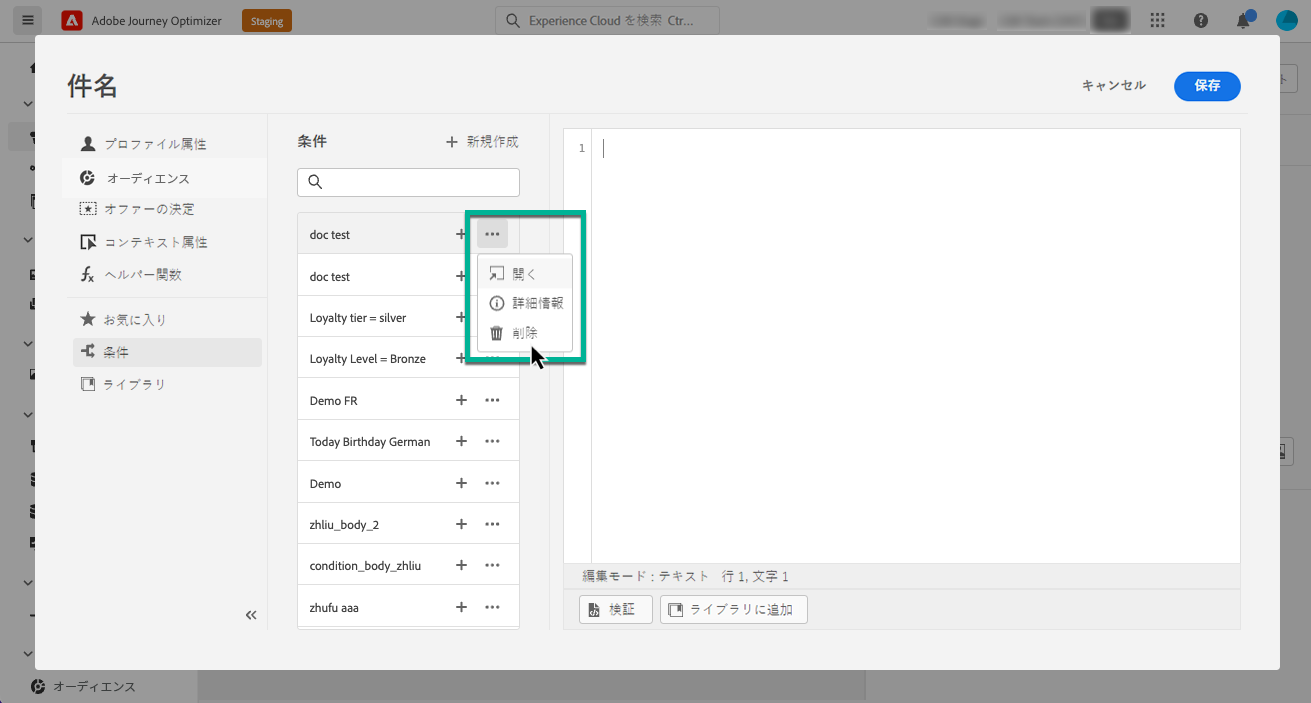 Adobe Journey Optimizer
Staging
Experience Cloud を検索 Ctr...
件名
キャンセル
保存
プロファイル属性
オーディエンス
オファーの決定
コンテキスト属性
ヘルパー関数
お気に入り
条件
ライブラリ
条件
+ 新規作成
doc test
doc test
Loyalty tier = silver
Loyalty Level = Bronze
Demo FR
Today Birthday German
Demo
zhliu_body_2
condition_body_zhliu
zhufu aaa
開く
詳細情報
削除
1
編集モード : テキスト 行 1, 文字 1
検証
ライブラリに追加
オーディエンス